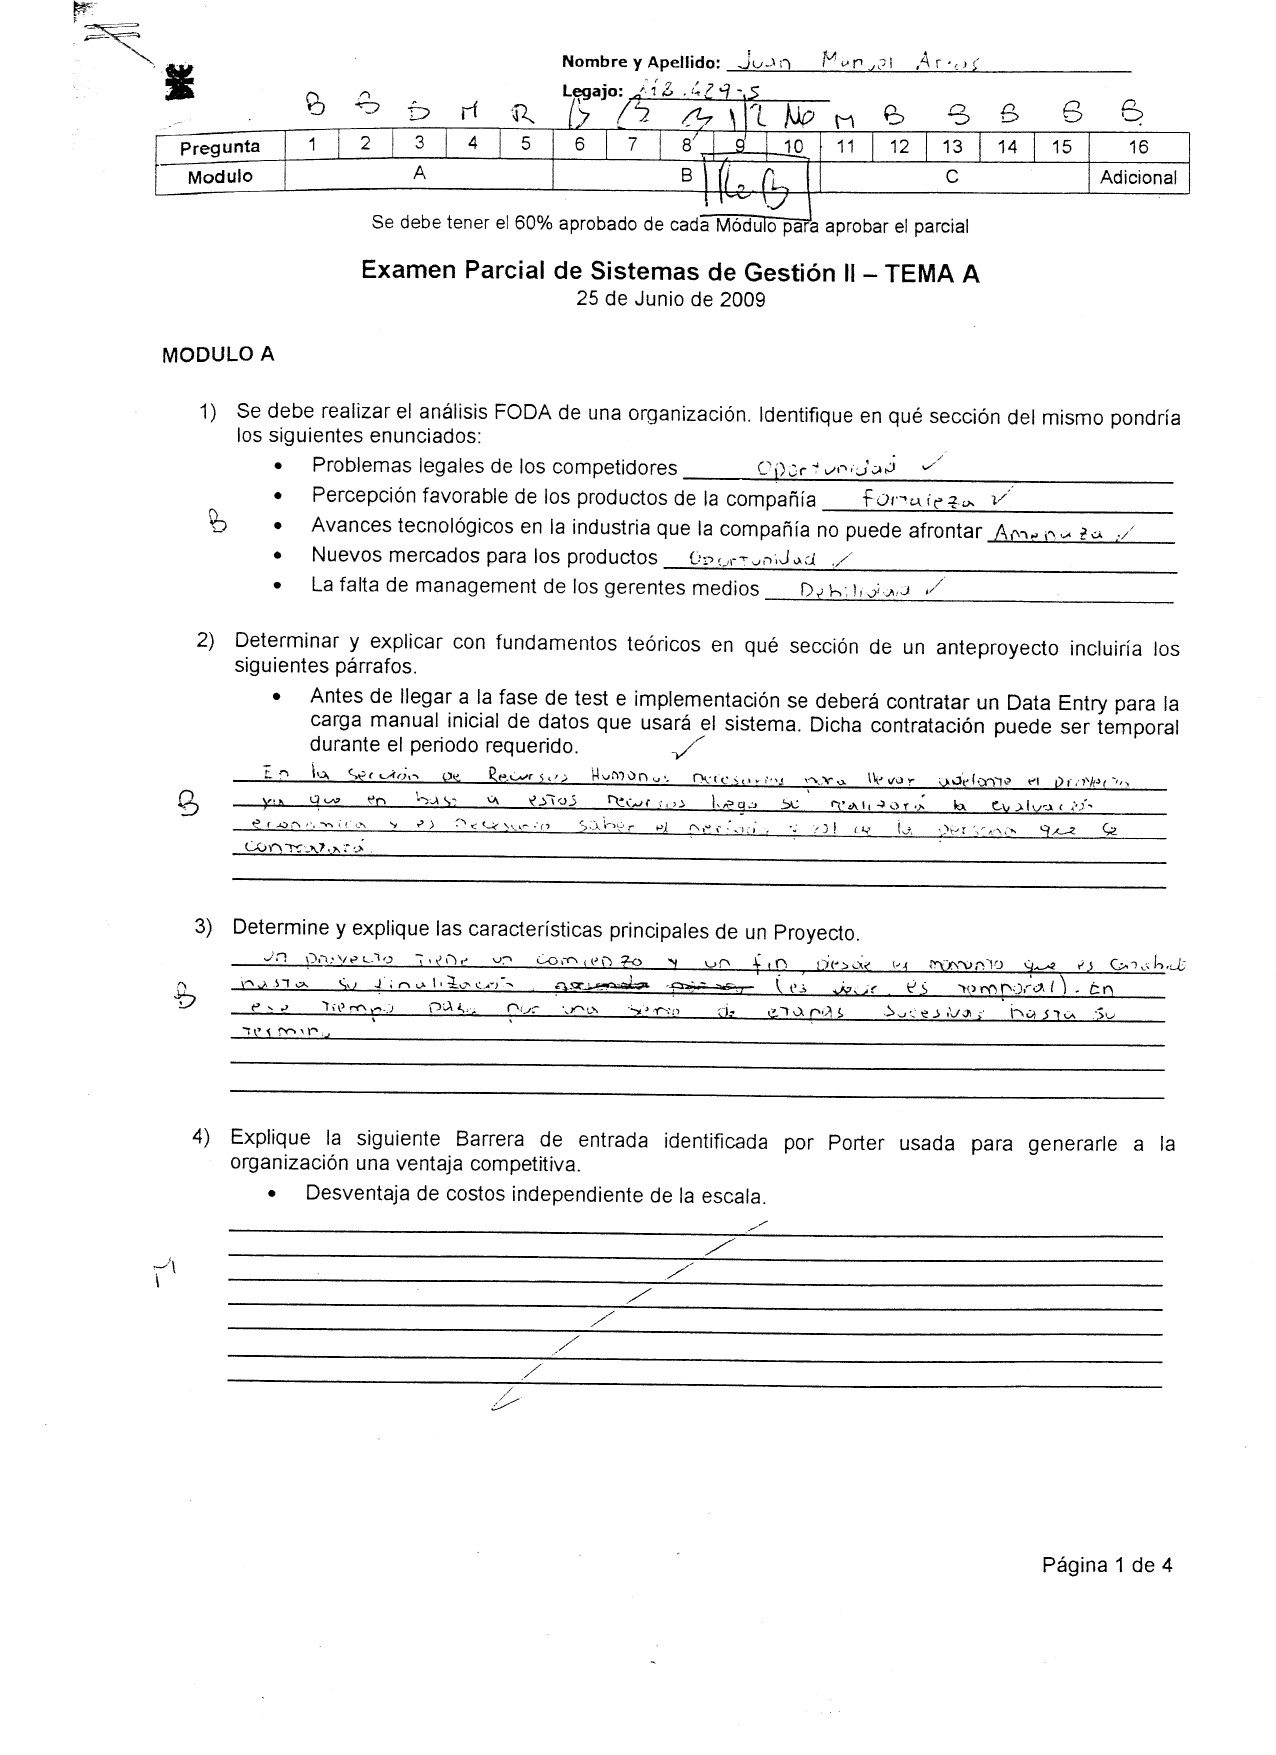 Nombre y Apellido: Juan Manuel Arias
Legajo: 118.429-5
B B B M R B B B 1/2 NO M B B B B B
Pregunta 1 2 3 4 5 6 7 8 9 10 11 12 13 14 15 16
Modulo A B C Adicional
Se debe tener el 60% aprobado de cada Módulo para aprobar el parcial
Examen Parcial de Sistemas de Gestión II – TEMA A
25 de Junio de 2009
MODULO A
1) Se debe realizar el análisis FODA de una organización. Identifique en qué sección del mismo pondría
los siguientes enunciados:
• Problemas legales de los competidores Oportunidad ✓
• Percepción favorable de los productos de la compañía Fortaleza ✓
B • Avances tecnológicos en la industria que la compañía no puede afrontar Amenaza ✓
• Nuevos mercados para los productos Oportunidad ✓
• La falta de management de los gerentes medios Debilidad ✓
2) Determinar y explicar con fundamentos teóricos en qué sección de un anteproyecto incluiría los
siguientes párrafos.
• Antes de llegar a la fase de test e implementación se deberá contratar un Data Entry para la
carga manual inicial de datos que usará el sistema. Dicha contratación puede ser temporal
durante el periodo requerido. ✓
En la sección de Recursos Humanos necesarios para llevar adelante el proyecto
B ya que en base a estos recursos luego se realizará la evaluación
económica y es necesario saber el período y rol de la persona que se
contratará.
3) Determine y explique las características principales de un Proyecto.
Un proyecto tiene un comienzo y un fin, desde el momento que es
B hasta su finalización (es decir es temporal). En
ese tiempo pasa por una serie de etapas sucesivas hasta su
termino
4) Explique la siguiente Barrera de entrada identificada por Porter usada para generarle a la
organización una ventaja competitiva.
• Desventaja de costos independiente de la escala.
M
Página 1 de 4